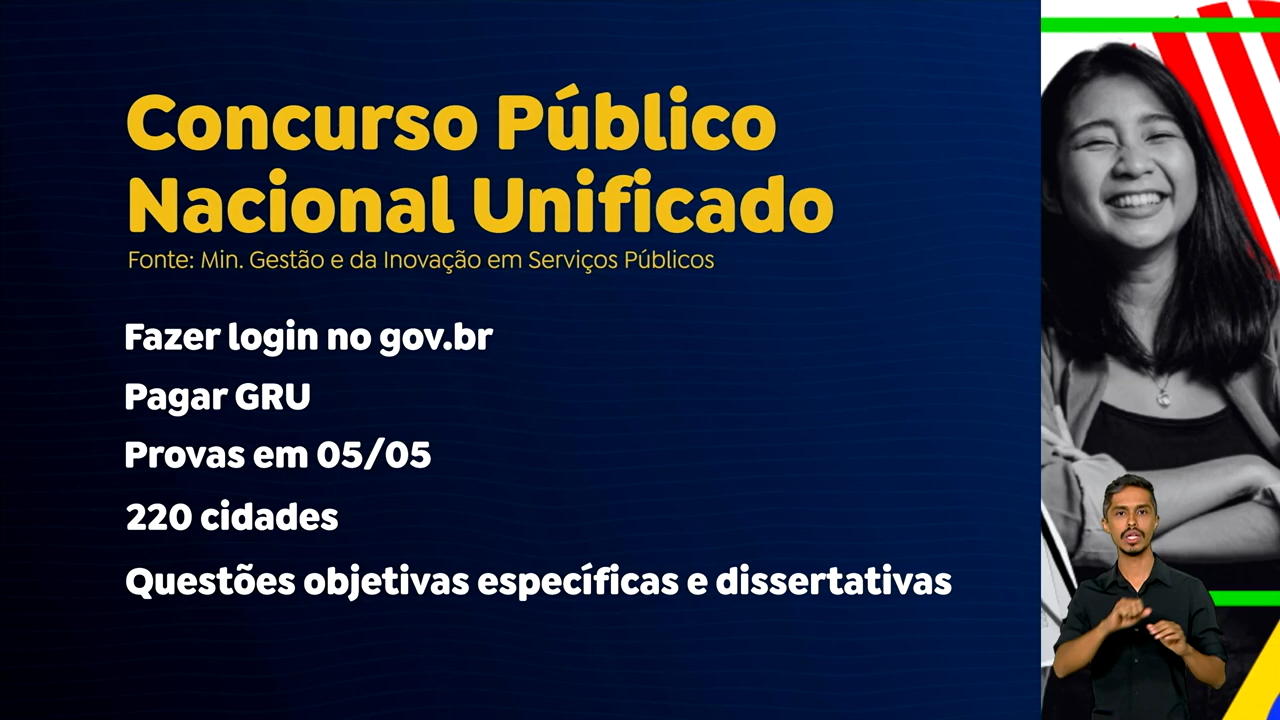 Concurso Público
Nacional Unificado
Fonte: Min. Gestão e da Inovação em Serviços Públicos
Fazer login no gov.br
Pagar GRU
Provas em 05/05
220 cidades
Questões objetivas específicas e dissertativas